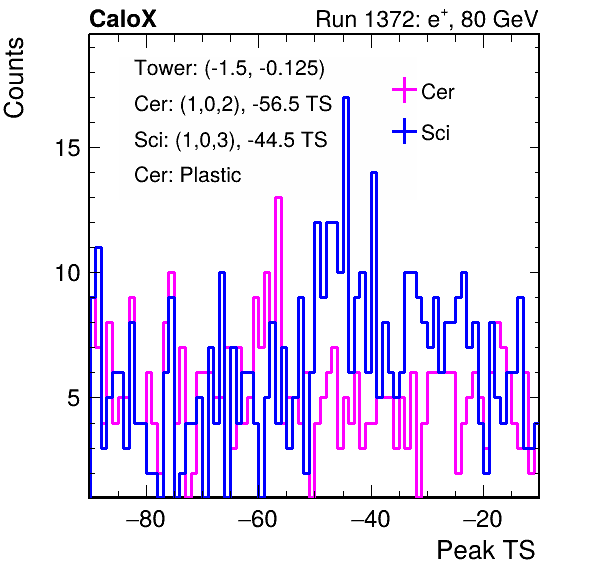 CaloX Run 1372: e⁺, 80 GeV
Counts
Tower: (-1.5, -0.125)
Cer: (1,0,2), -56.5 TS
Sci: (1,0,3), -44.5 TS
Cer: Plastic
Cer
Sci
15
10
5
−80 −60 −40 −20
Peak TS